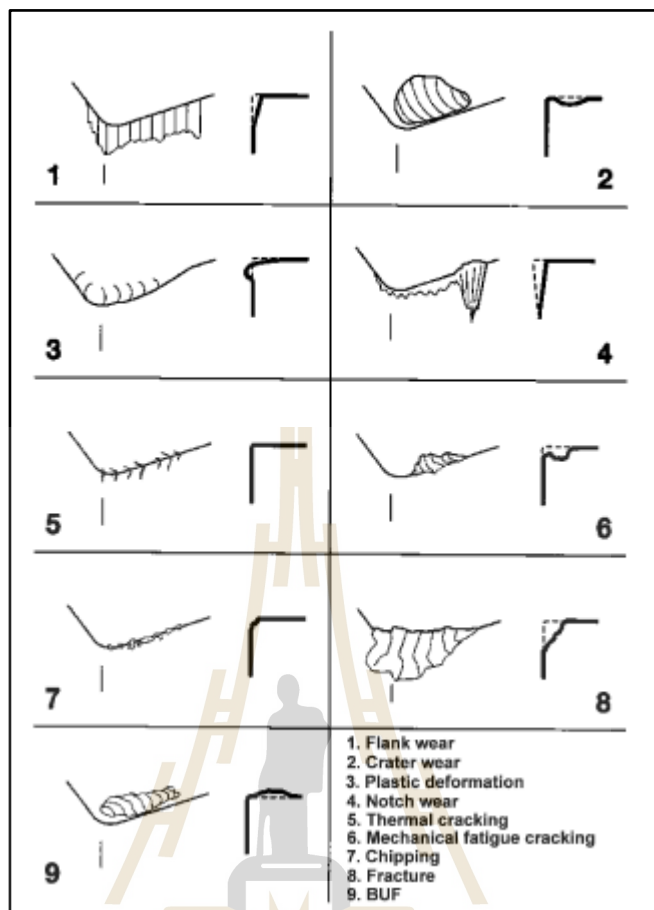 1
2
3
4
5
6
7
8
9
1. Flank wear
2. Crater wear
3. Plastic deformation
4. Notch wear
5. Thermal cracking
6. Mechanical fatigue cracking
7. Chipping
8. Fracture
9. BUF